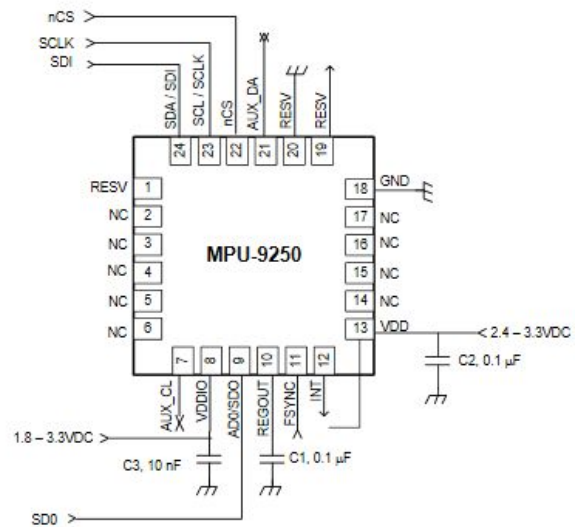 nCS
SCLK
SDI
SDA / SDI
SCL / SCLK
nCS
AUX_DA
RESV
RESV
24
23
22
21
20
19
RESV 1
NC 2
NC 3
NC 4
NC 5
NC 6
MPU-9250
18 GND
17 NC
16 NC
15 NC
14 NC
13 VDD
2.4 – 3.3VDC
C2, 0.1 µF
7
8
9
10
11
12
AUX_CL
VDDIO
AD0/SDO
REGOUT
FSYNC
INT
1.8 – 3.3VDC
C3, 10 nF
C1, 0.1 µF
SD0